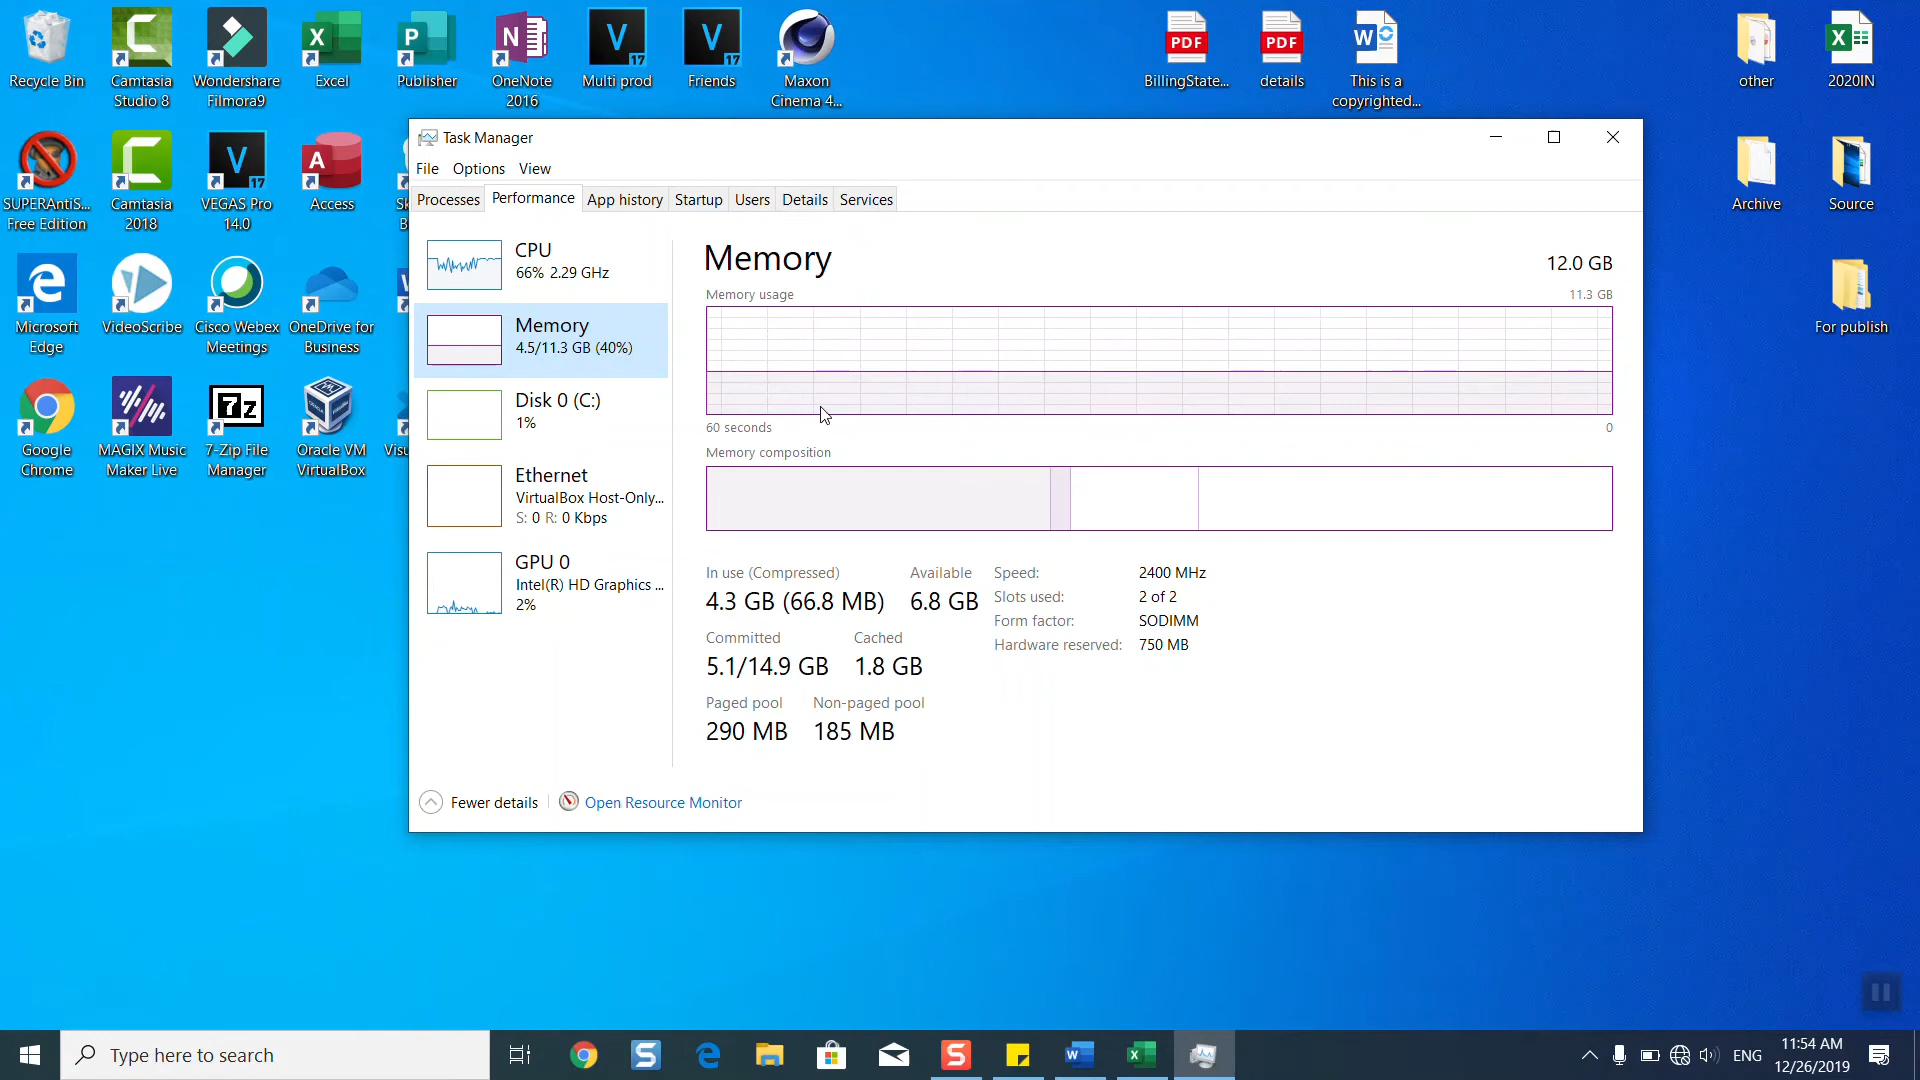 Recycle Bin
Camtasia
Studio 8
Wondershare
Filmora9
Excel
Publisher
OneNote
2016
Multi prod
Friends
Maxon
Cinema 4...
BillingState...
details
This is a
copyrighted...
other
2020IN
SUPERAntiS...
Free Edition
Camtasia
2018
VEGAS Pro
14.0
Access
Archive
Source
Microsoft
Edge
VideoScribe
Cisco Webex
Meetings
OneDrive for
Business
For publish
Google
Chrome
MAGIX Music
Maker Live
7-Zip File
Manager
Oracle VM
VirtualBox
Task Manager
File Options View
Processes Performance App history Startup Users Details Services
CPU
66% 2.29 GHz
Memory
4.5/11.3 GB (40%)
Disk 0 (C:)
1%
Ethernet
VirtualBox Host-Only...
S: 0 R: 0 Kbps
GPU 0
Intel(R) HD Graphics ...
2%
Memory 12.0 GB
Memory usage 11.3 GB
60 seconds 0
Memory composition
In use (Compressed) Available
4.3 GB (66.8 MB) 6.8 GB
Committed Cached
5.1/14.9 GB 1.8 GB
Paged pool Non-paged pool
290 MB 185 MB
Speed: 2400 MHz
Slots used: 2 of 2
Form factor: SODIMM
Hardware reserved: 750 MB
Fewer details Open Resource Monitor
Type here to search
ENG
11:54 AM
12/26/2019